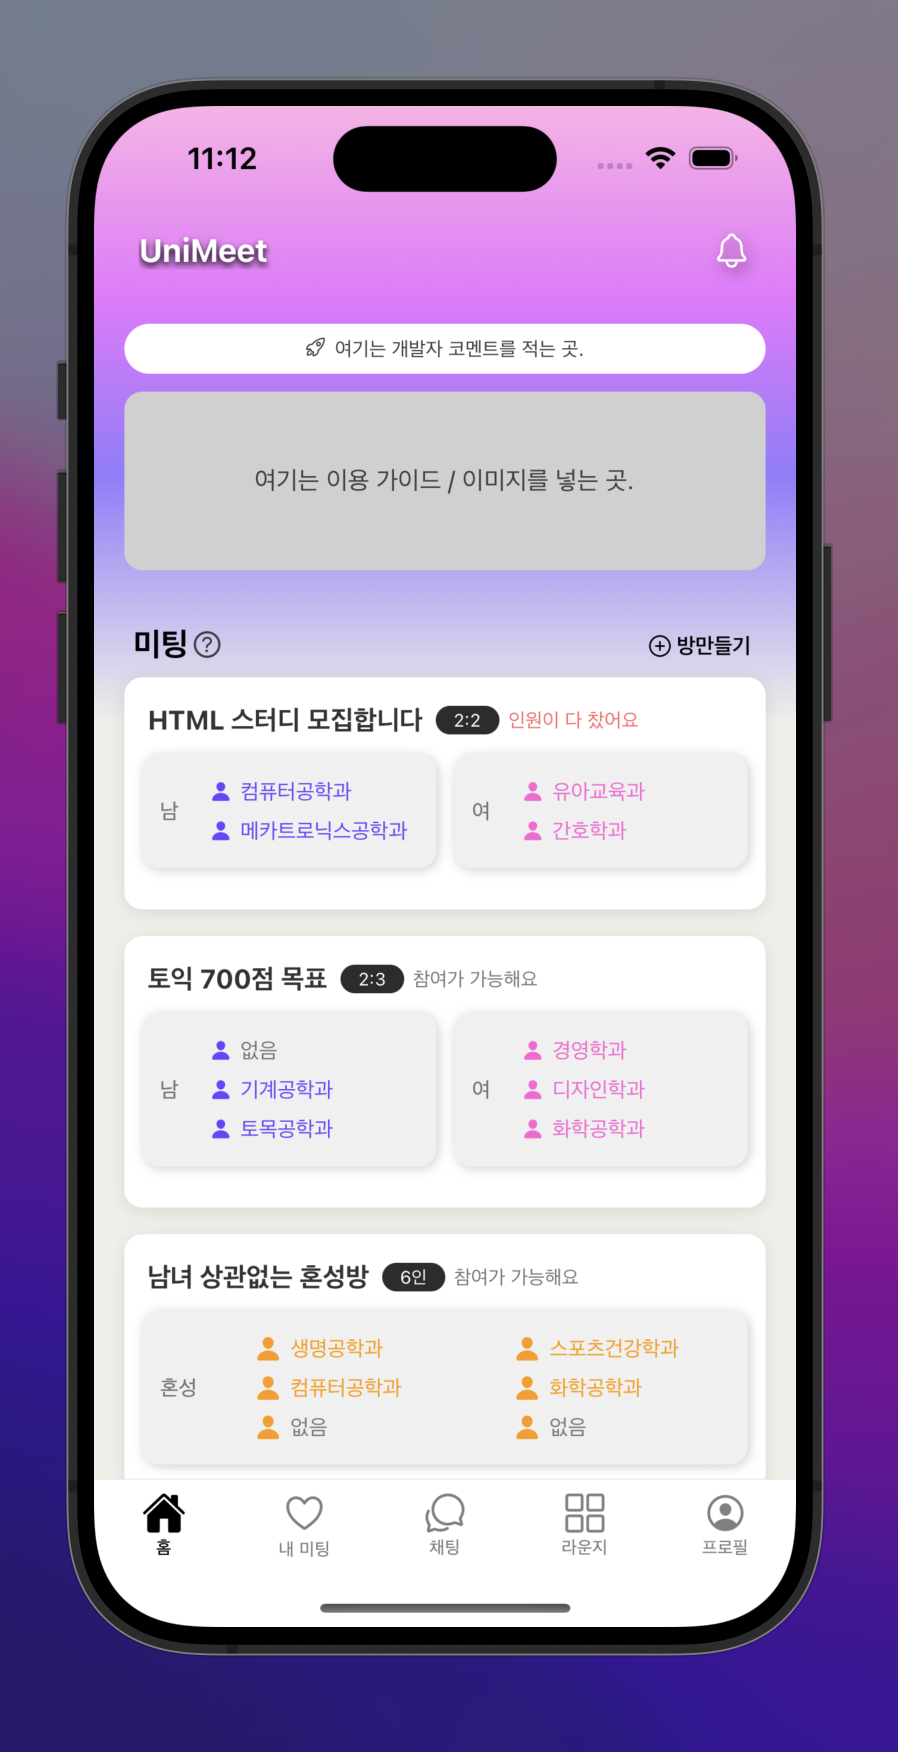 11:12
UniMeet
여기는 개발자 코멘트를 적는 곳.
여기는 이용 가이드 / 이미지를 넣는 곳.
미팅 ? 방만들기
HTML 스터디 모집합니다 2:2 인원이 다 찼어요
남
컴퓨터공학과
메카트로닉스공학과
여
유아교육과
간호학과
토익 700점 목표 2:3 참여가 가능해요
남
없음
기계공학과
토목공학과
여
경영학과
디자인학과
화학공학과
남녀 상관없는 혼성방 6인 참여가 가능해요
혼성
생명공학과 스포츠건강학과
컴퓨터공학과 화학공학과
없음 없음
홈 내 미팅 채팅 라운지 프로필